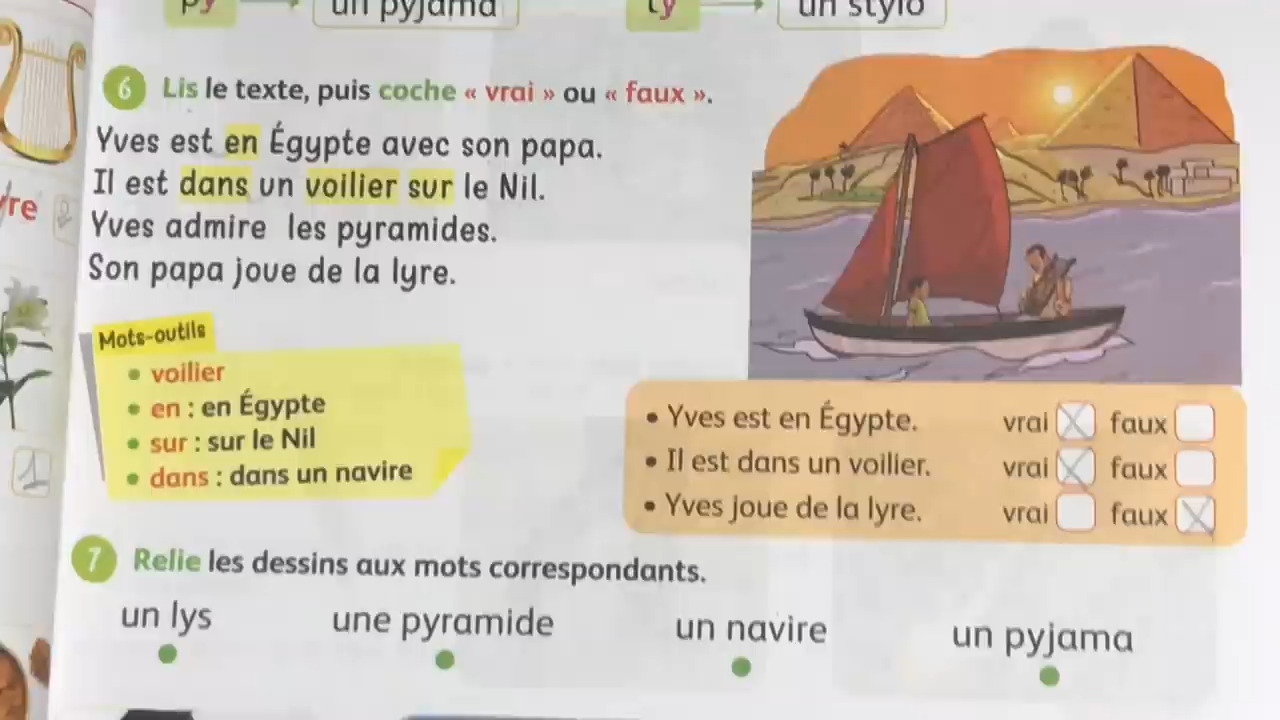 py un pyjama ty un stylo
6 Lis le texte, puis coche « vrai » ou « faux ».
Yves est en Égypte avec son papa.
Il est dans un voilier sur le Nil.
Yves admire les pyramides.
Son papa joue de la lyre.
Mots-outils
• voilier
• en : en Égypte
• sur : sur le Nil
• dans : dans un navire
• Yves est en Égypte. vrai faux
• Il est dans un voilier. vrai faux
• Yves joue de la lyre. vrai faux
7 Relie les dessins aux mots correspondants.
un lys une pyramide un navire un pyjama